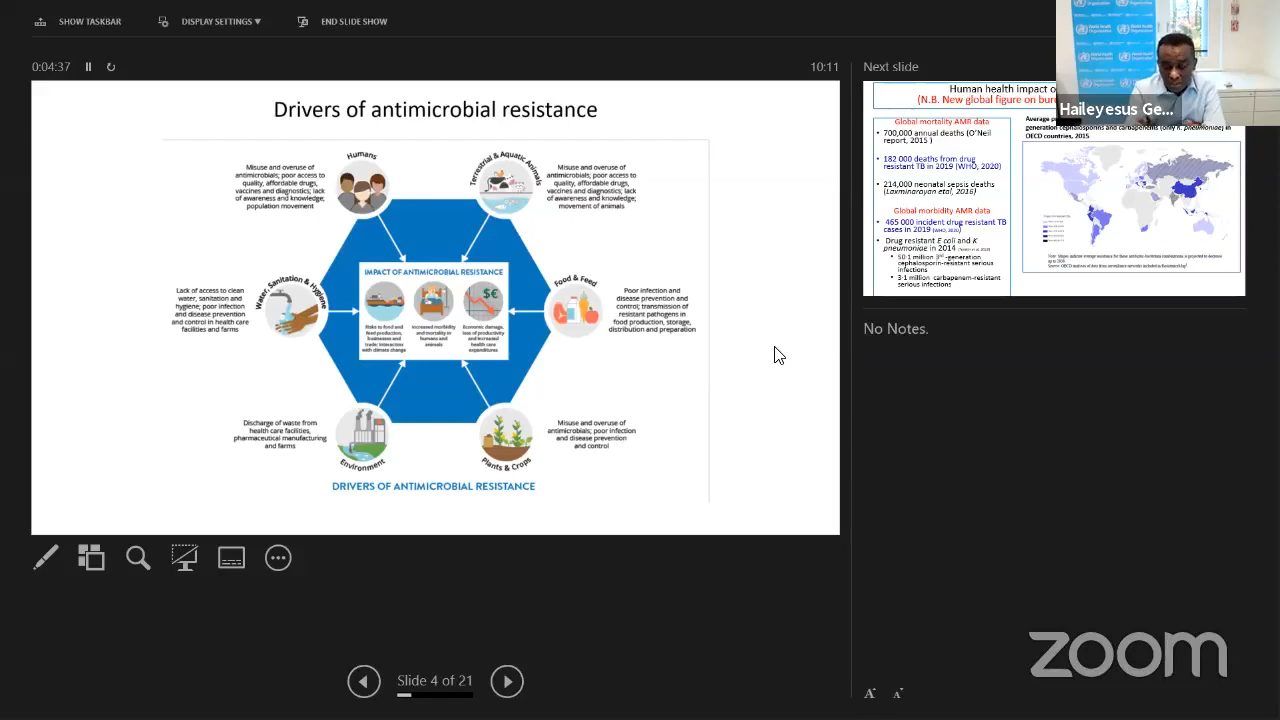 SHOW TASKBAR
DISPLAY SETTINGS ▼
END SLIDE SHOW
0:04:37
10:11
Drivers of antimicrobial resistance
Humans
Misuse and overuse of
antimicrobials; poor access to
quality, affordable drugs,
vaccines and diagnostics; lack
of awareness and knowledge;
population movement
Terrestrial & Aquatic Animals
Misuse and overuse of
antimicrobials; poor access to
quality, affordable drugs,
vaccines and diagnostics; lack
of awareness and knowledge;
movement of animals
Water, Sanitation & Hygiene
Lack of access to clean
water, sanitation and
hygiene; poor infection
and disease prevention
and control in health care
facilities and farms
IMPACT OF ANTIMICROBIAL RESISTANCE
$€
Risks to food and
feed production,
businesses and
trade; interaction
with climate change
Increased morbidity
and mortality in
humans and
animals
Economic damage,
loss of productivity
and increased
health care
expenditures
Food & Feed
Poor infection and
disease prevention and
control; transmission of
resistant pathogens in
food production, storage,
distribution and preparation
Discharge of waste from
health care facilities,
pharmaceutical manufacturing
and farms
Environment
Misuse and overuse of
antimicrobials; poor infection
and disease prevention
and control
Plants & Crops
DRIVERS OF ANTIMICROBIAL RESISTANCE
Slide 4 of 21
Next slide
Human health impact o
(N.B. New global figure on bur
Global mortality AMR data
• 700,000 annual deaths (O'Neil
report, 2015 )
• 182 000 deaths from drug
resistant TB in 2019 (WHO, 2020)
• 214,000 neonatal sepsis deaths
(Laxminarayan etal, 2016)
Global morbidity AMR data
• 465 000 incident drug resistant TB
cases in 2019 (WHO, 2020)
• Drug resistant E coli and K
pneumoniae in 2014
• 50·1 million 3rd -generation
cephalosporin-resistant serious
infections
• 3·1 million carbapenem-resistant
serious infections
Average p
generation cephalosporins and carbapenems (only K. pneumoniae) in
OECD countries, 2015
World Health
Organization
Haileyesus Ge...
No Notes.
zoom